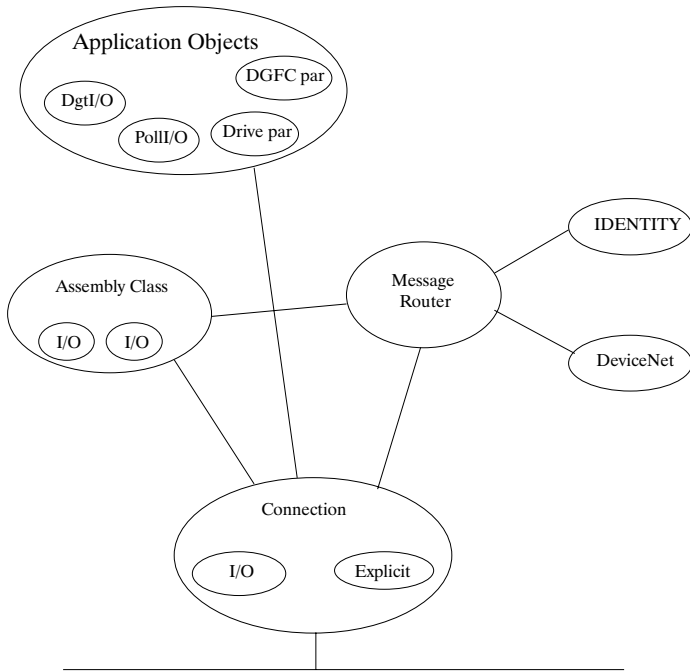 Application Objects
DGFC par
DgtI/O
PollI/O
Drive par
IDENTITY
Assembly Class
I/O
I/O
Message
Router
DeviceNet
Connection
I/O
Explicit